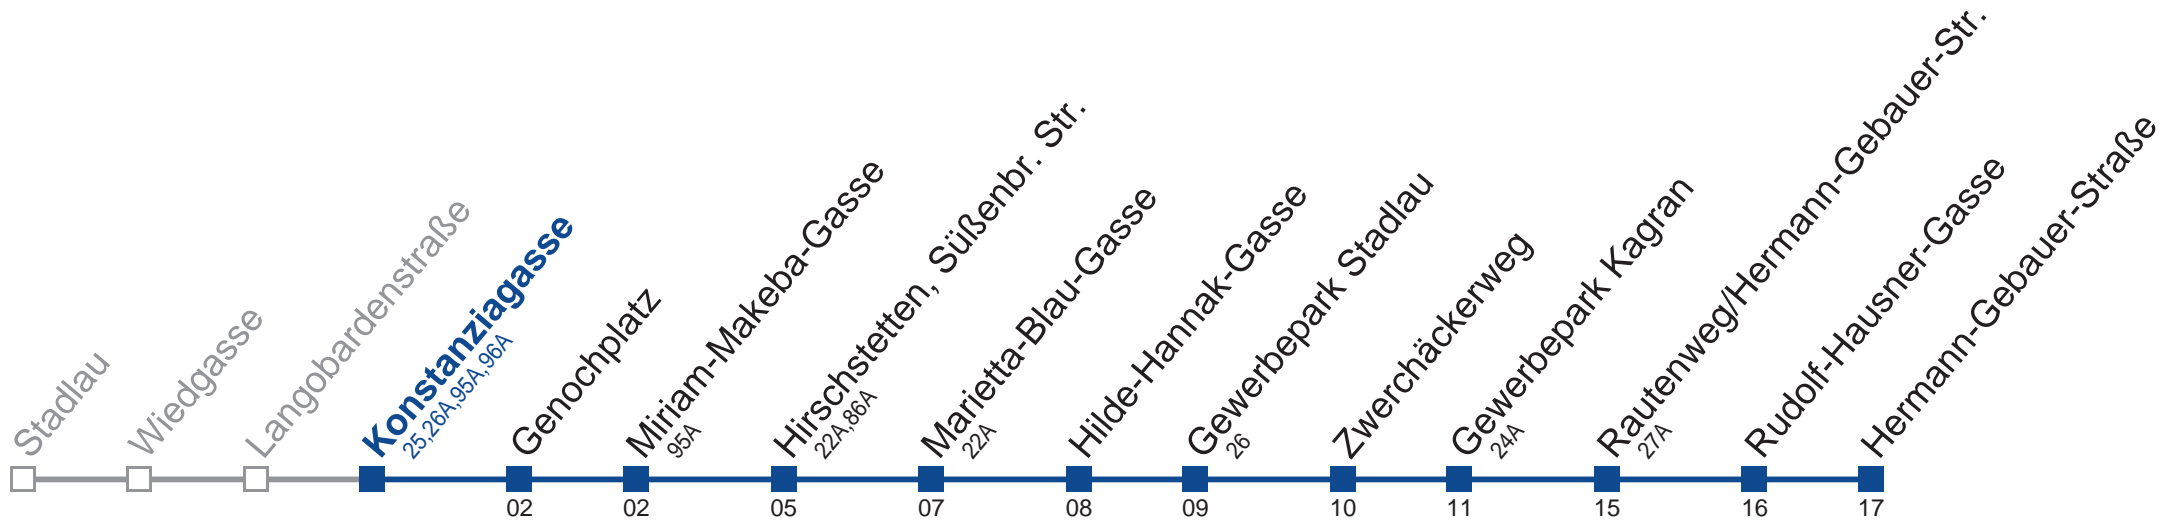 Stadlau
Wiedgasse
Langobardenstraße
Konstanziagasse
25,26A,95A,96A
Genochplatz
02
Miriam-Makeba-Gasse
95A
02
Hirschstetten, Süßenbr. Str.
22A,86A
05
Marietta-Blau-Gasse
22A
07
Hilde-Hannak-Gasse
08
Gewerbepark Stadlau
26
09
Zwerchäckerweg
10
Gewerbepark Kagran
24A
11
Rautenweg/Hermann-Gebauer-Str.
27A
15
Rudolf-Hausner-Gasse
16
Hermann-Gebauer-Straße
17